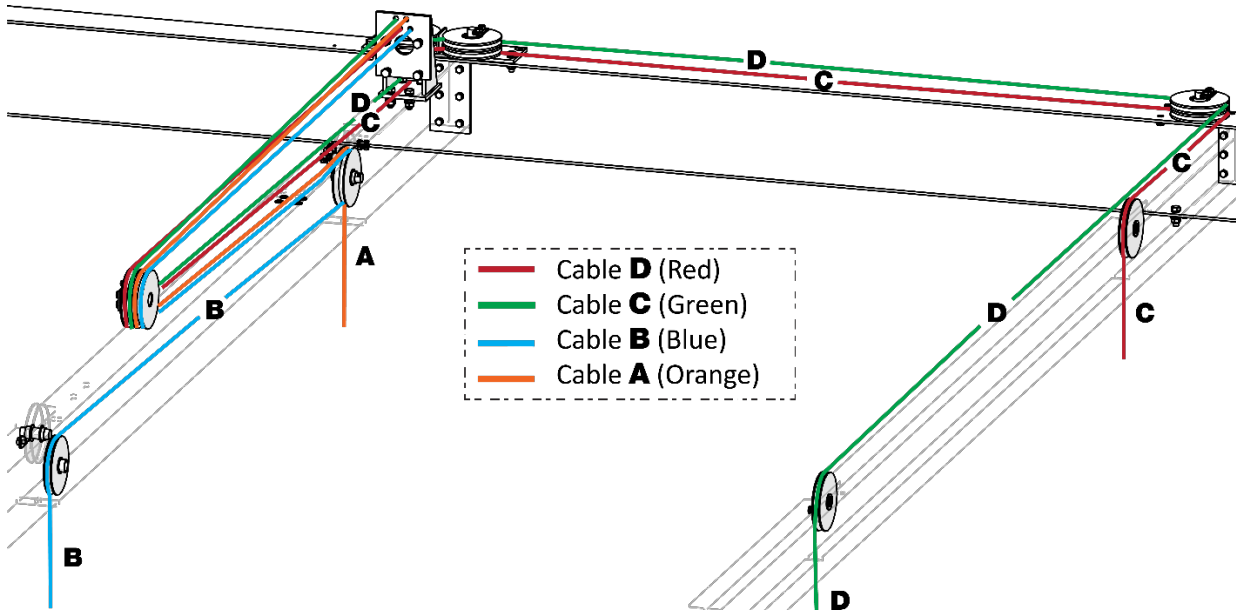 D
C
D
C
C
A
B
Cable D (Red)
Cable C (Green)
Cable B (Blue)
Cable A (Orange)
D
C
B
D